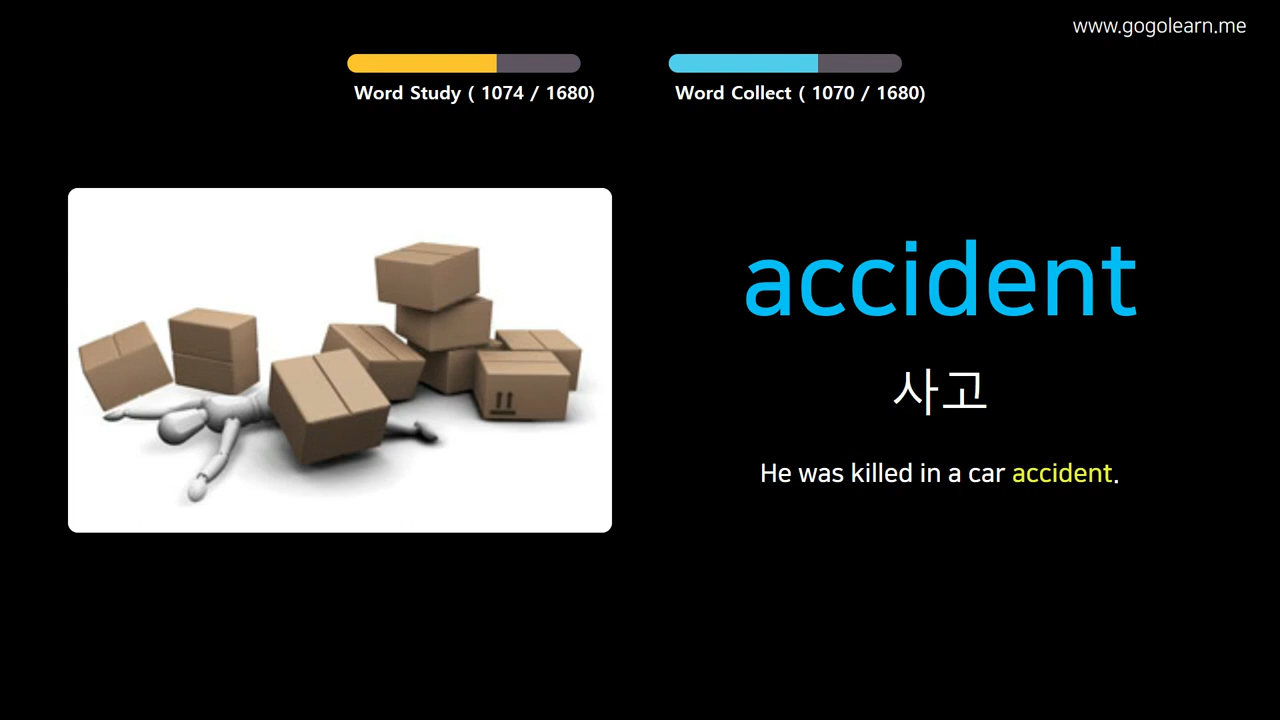 www.gogolearn.me
Word Study ( 1074 / 1680)
Word Collect ( 1070 / 1680)
accident
사고
He was killed in a car accident.